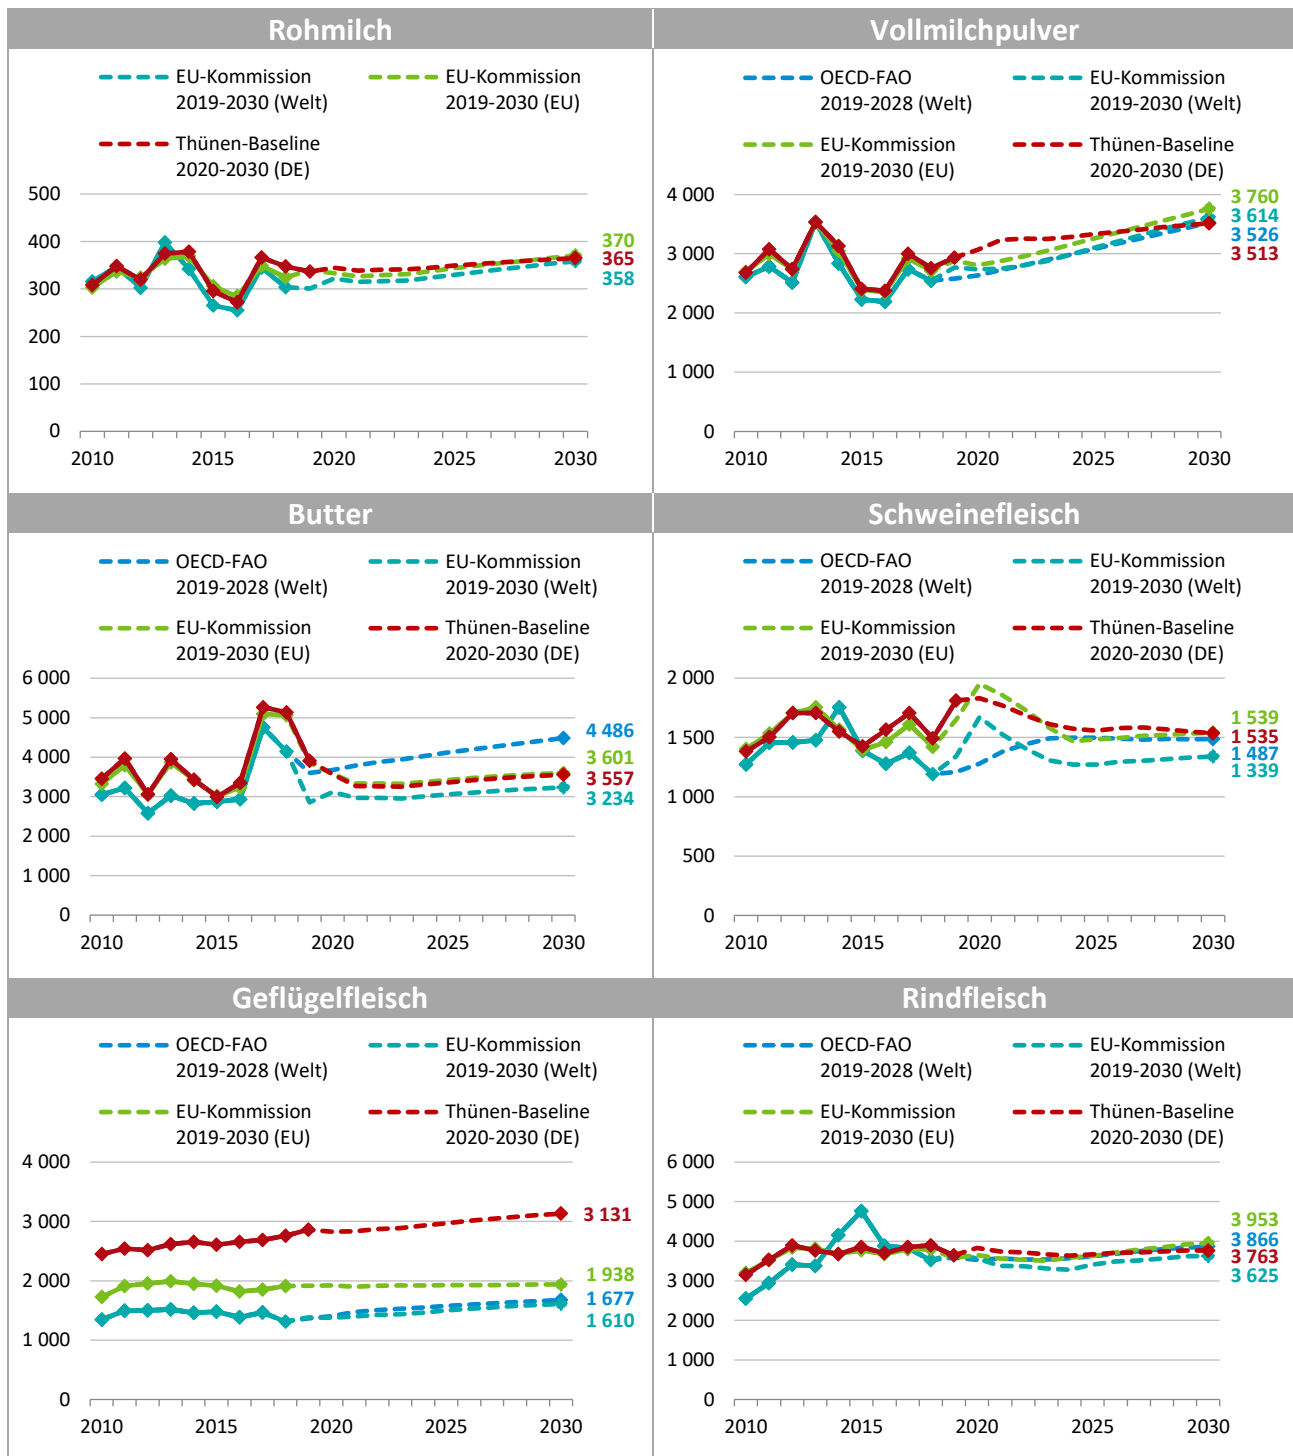 Rohmilch
EU-Kommission
2019-2030 (Welt)
EU-Kommission
2019-2030 (EU)
Thünen-Baseline
2020-2030 (DE)
500
400
300
200
100
0
370
365
358
2010
2015
2020
2025
2030
Vollmilchpulver
OECD-FAO
2019-2028 (Welt)
EU-Kommission
2019-2030 (Welt)
EU-Kommission
2019-2030 (EU)
Thünen-Baseline
2020-2030 (DE)
4 000
3 000
2 000
1 000
0
3 760
3 614
3 526
3 513
2010
2015
2020
2025
2030
Butter
OECD-FAO
2019-2028 (Welt)
EU-Kommission
2019-2030 (Welt)
EU-Kommission
2019-2030 (EU)
Thünen-Baseline
2020-2030 (DE)
6 000
5 000
4 000
3 000
2 000
1 000
0
4 486
3 601
3 557
3 234
2010
2015
2020
2025
2030
Schweinefleisch
OECD-FAO
2019-2028 (Welt)
EU-Kommission
2019-2030 (Welt)
EU-Kommission
2019-2030 (EU)
Thünen-Baseline
2020-2030 (DE)
2 000
1 500
1 000
500
0
1 539
1 535
1 487
1 339
2010
2015
2020
2025
2030
Geflügelfleisch
OECD-FAO
2019-2028 (Welt)
EU-Kommission
2019-2030 (Welt)
EU-Kommission
2019-2030 (EU)
Thünen-Baseline
2020-2030 (DE)
4 000
3 000
2 000
1 000
0
3 131
1 938
1 677
1 610
2010
2015
2020
2025
2030
Rindfleisch
OECD-FAO
2019-2028 (Welt)
EU-Kommission
2019-2030 (Welt)
EU-Kommission
2019-2030 (EU)
Thünen-Baseline
2020-2030 (DE)
6 000
5 000
4 000
3 000
2 000
1 000
0
3 953
3 866
3 763
3 625
2010
2015
2020
2025
2030